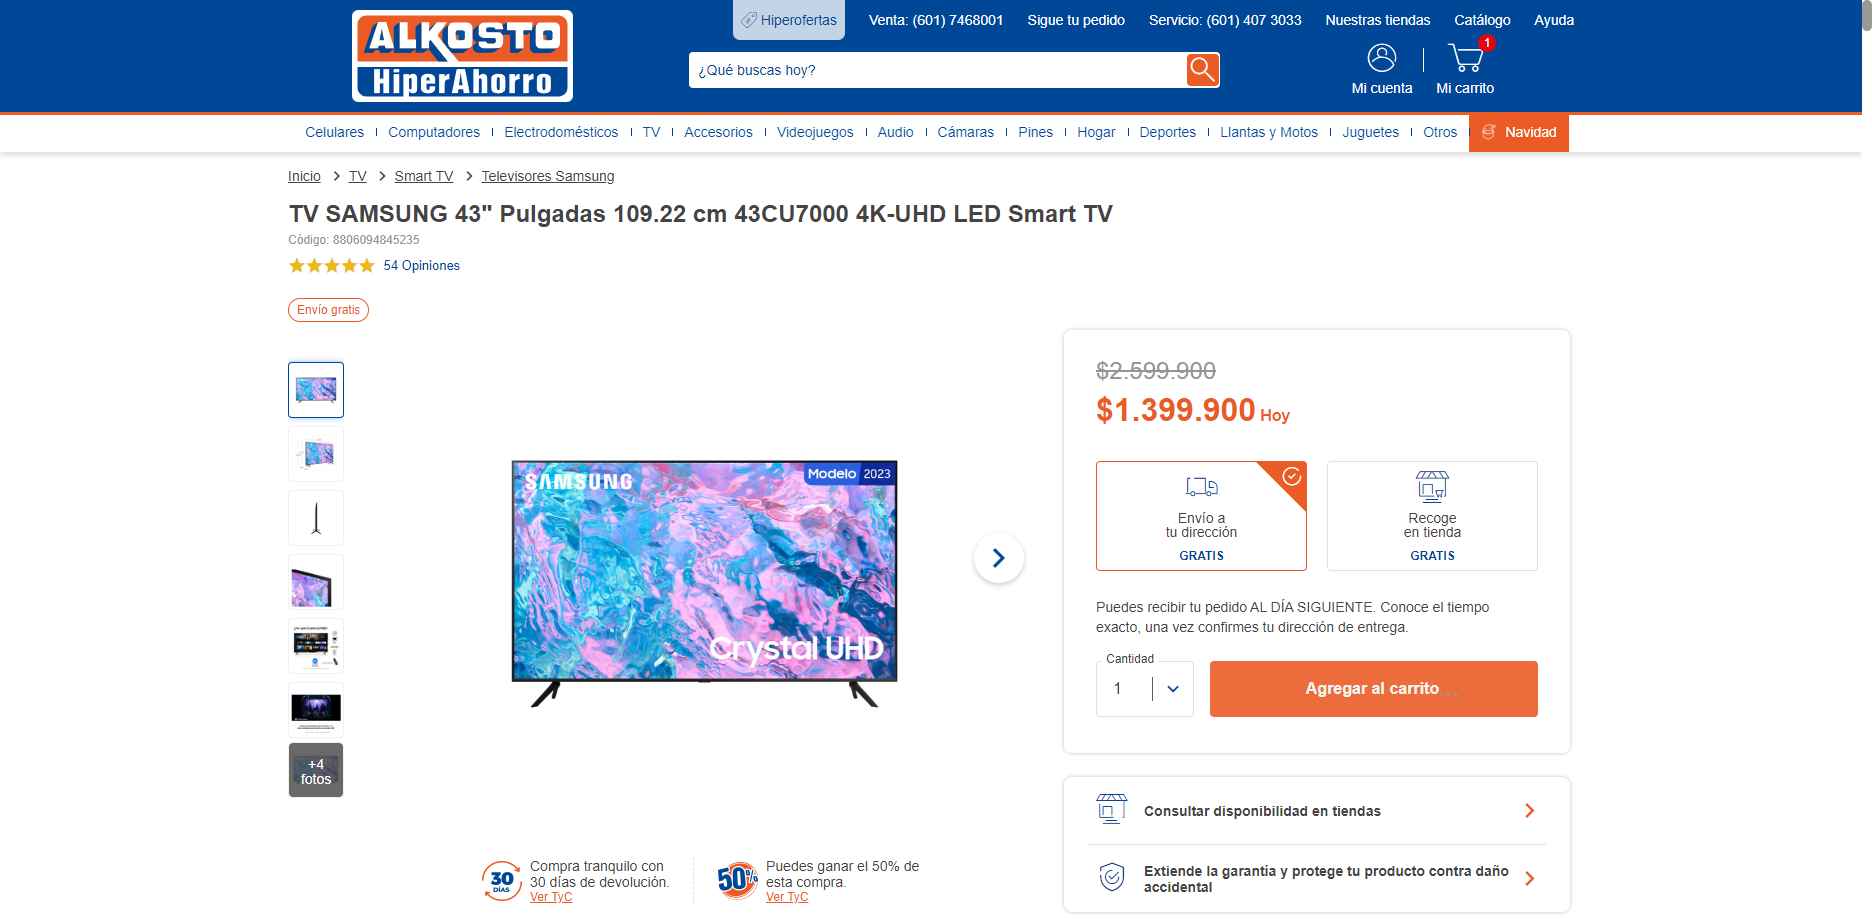 Hiperofertas
Venta: (601) 7468001
Sigue tu pedido
Servicio: (601) 407 3033
Nuestras tiendas
Catálogo
Ayuda
ALKOSTO
HiperAhorro
¿Qué buscas hoy?
1
Mi cuenta
Mi carrito
Celulares
Computadores
Electrodomésticos
TV
Accesorios
Videojuegos
Audio
Cámaras
Pines
Hogar
Deportes
Llantas y Motos
Juguetes
Otros
Navidad
Inicio > TV > Smart TV > Televisores Samsung
TV SAMSUNG 43" Pulgadas 109.22 cm 43CU7000 4K-UHD LED Smart TV
Código: 8806094845235
54 Opiniones
Envío gratis
+4
fotos
SAMSUNG
Modelo 2023
Crystal UHD
30
DÍAS
Compra tranquilo con
30 días de devolución.
Ver TyC
50%
Puedes ganar el 50% de
esta compra.
Ver TyC
$2.599.900
$1.399.900 Hoy
Envío a
tu dirección
GRATIS
Recoge
en tienda
GRATIS
Puedes recibir tu pedido AL DÍA SIGUIENTE. Conoce el tiempo
exacto, una vez confirmes tu dirección de entrega.
Cantidad
1
Agregar al carrito
Consultar disponibilidad en tiendas
Extiende la garantía y protege tu producto contra daño
accidental